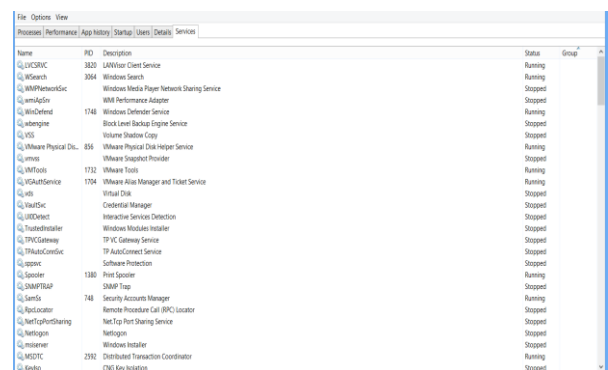 File Options View
Processes Performance App history Startup Users Details Services
Name PID Description Status Group
LVCSRVC 3820 LANVisor Client Service Running
WSearch 3064 Windows Search Running
WMPNetworkSvc Windows Media Player Network Sharing Service Stopped
wmiApSrv WMI Performance Adapter Stopped
WinDefend 1748 Windows Defender Service Running
wbengine Block Level Backup Engine Service Stopped
VSS Volume Shadow Copy Stopped
VMware Physical Dis... 856 VMware Physical Disk Helper Service Running
vmvss VMware Snapshot Provider Stopped
VMTools 1732 VMware Tools Running
VGAuthService 1704 VMware Alias Manager and Ticket Service Running
vds Virtual Disk Stopped
VaultSvc Credential Manager Stopped
UI0Detect Interactive Services Detection Stopped
TrustedInstaller Windows Modules Installer Stopped
TPVCGateway TP VC Gateway Service Stopped
TPAutoConnSvc TP AutoConnect Service Stopped
sppsvc Software Protection Stopped
Spooler 1380 Print Spooler Running
SNMPTRAP SNMP Trap Stopped
SamSs 748 Security Accounts Manager Running
RpcLocator Remote Procedure Call (RPC) Locator Stopped
NetTcpPortSharing Net.Tcp Port Sharing Service Stopped
Netlogon Netlogon Stopped
msiserver Windows Installer Stopped
MSDTC 2592 Distributed Transaction Coordinator Running
KeyIso CNG Key Isolation Stopped